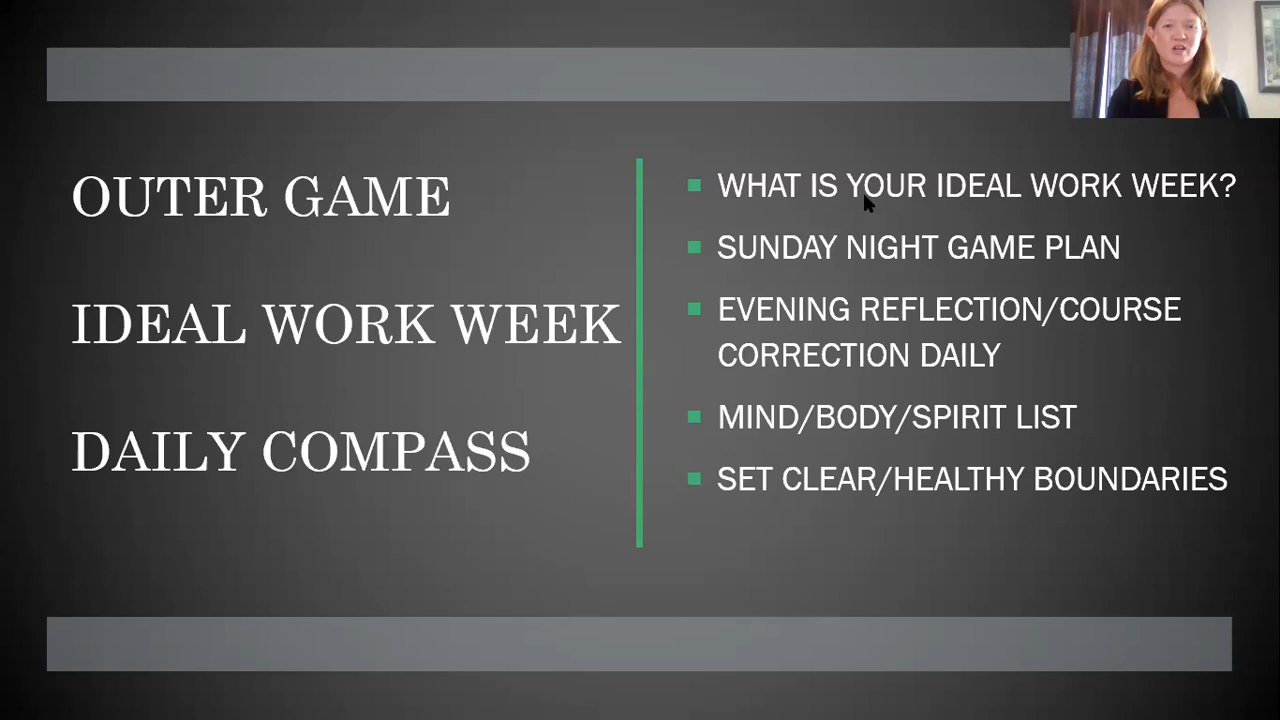 OUTER GAME
IDEAL WORK WEEK
DAILY COMPASS
WHAT IS YOUR IDEAL WORK WEEK?
SUNDAY NIGHT GAME PLAN
EVENING REFLECTION/COURSE
CORRECTION DAILY
MIND/BODY/SPIRIT LIST
SET CLEAR/HEALTHY BOUNDARIES